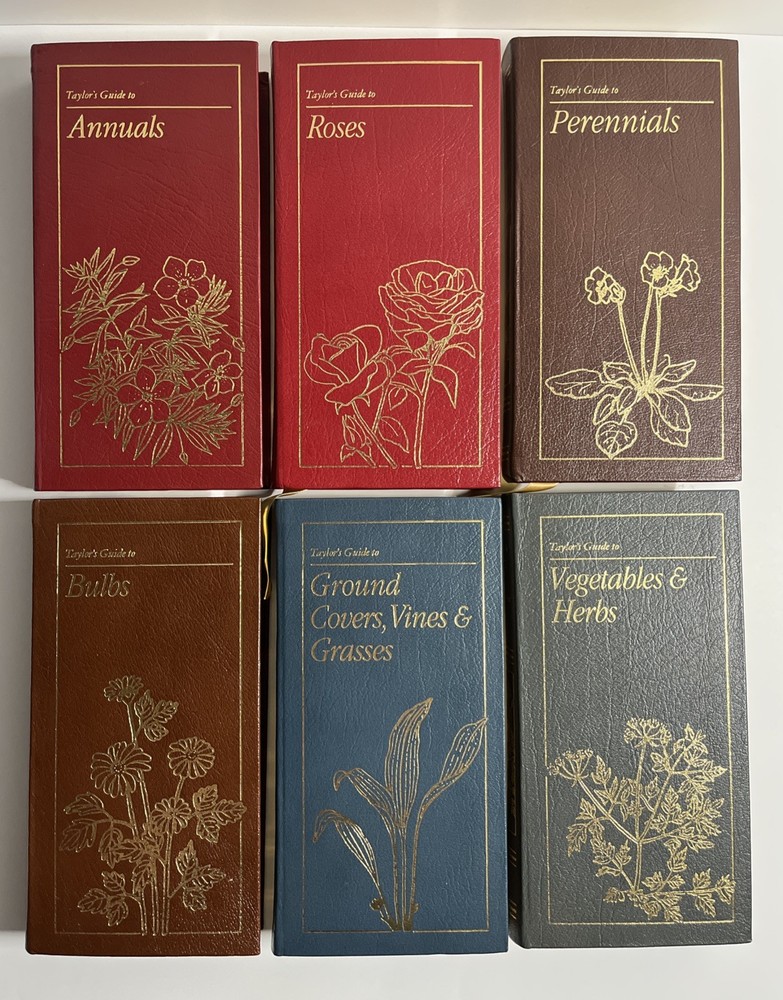 Taylor's Guide to
Annuals
Taylor's Guide to
Roses
Taylor's Guide to
Perennials
Taylor's Guide to
Bulbs
Taylor's Guide to
Ground
Covers, Vines &
Grasses
Taylor's Guide to
Vegetables &
Herbs